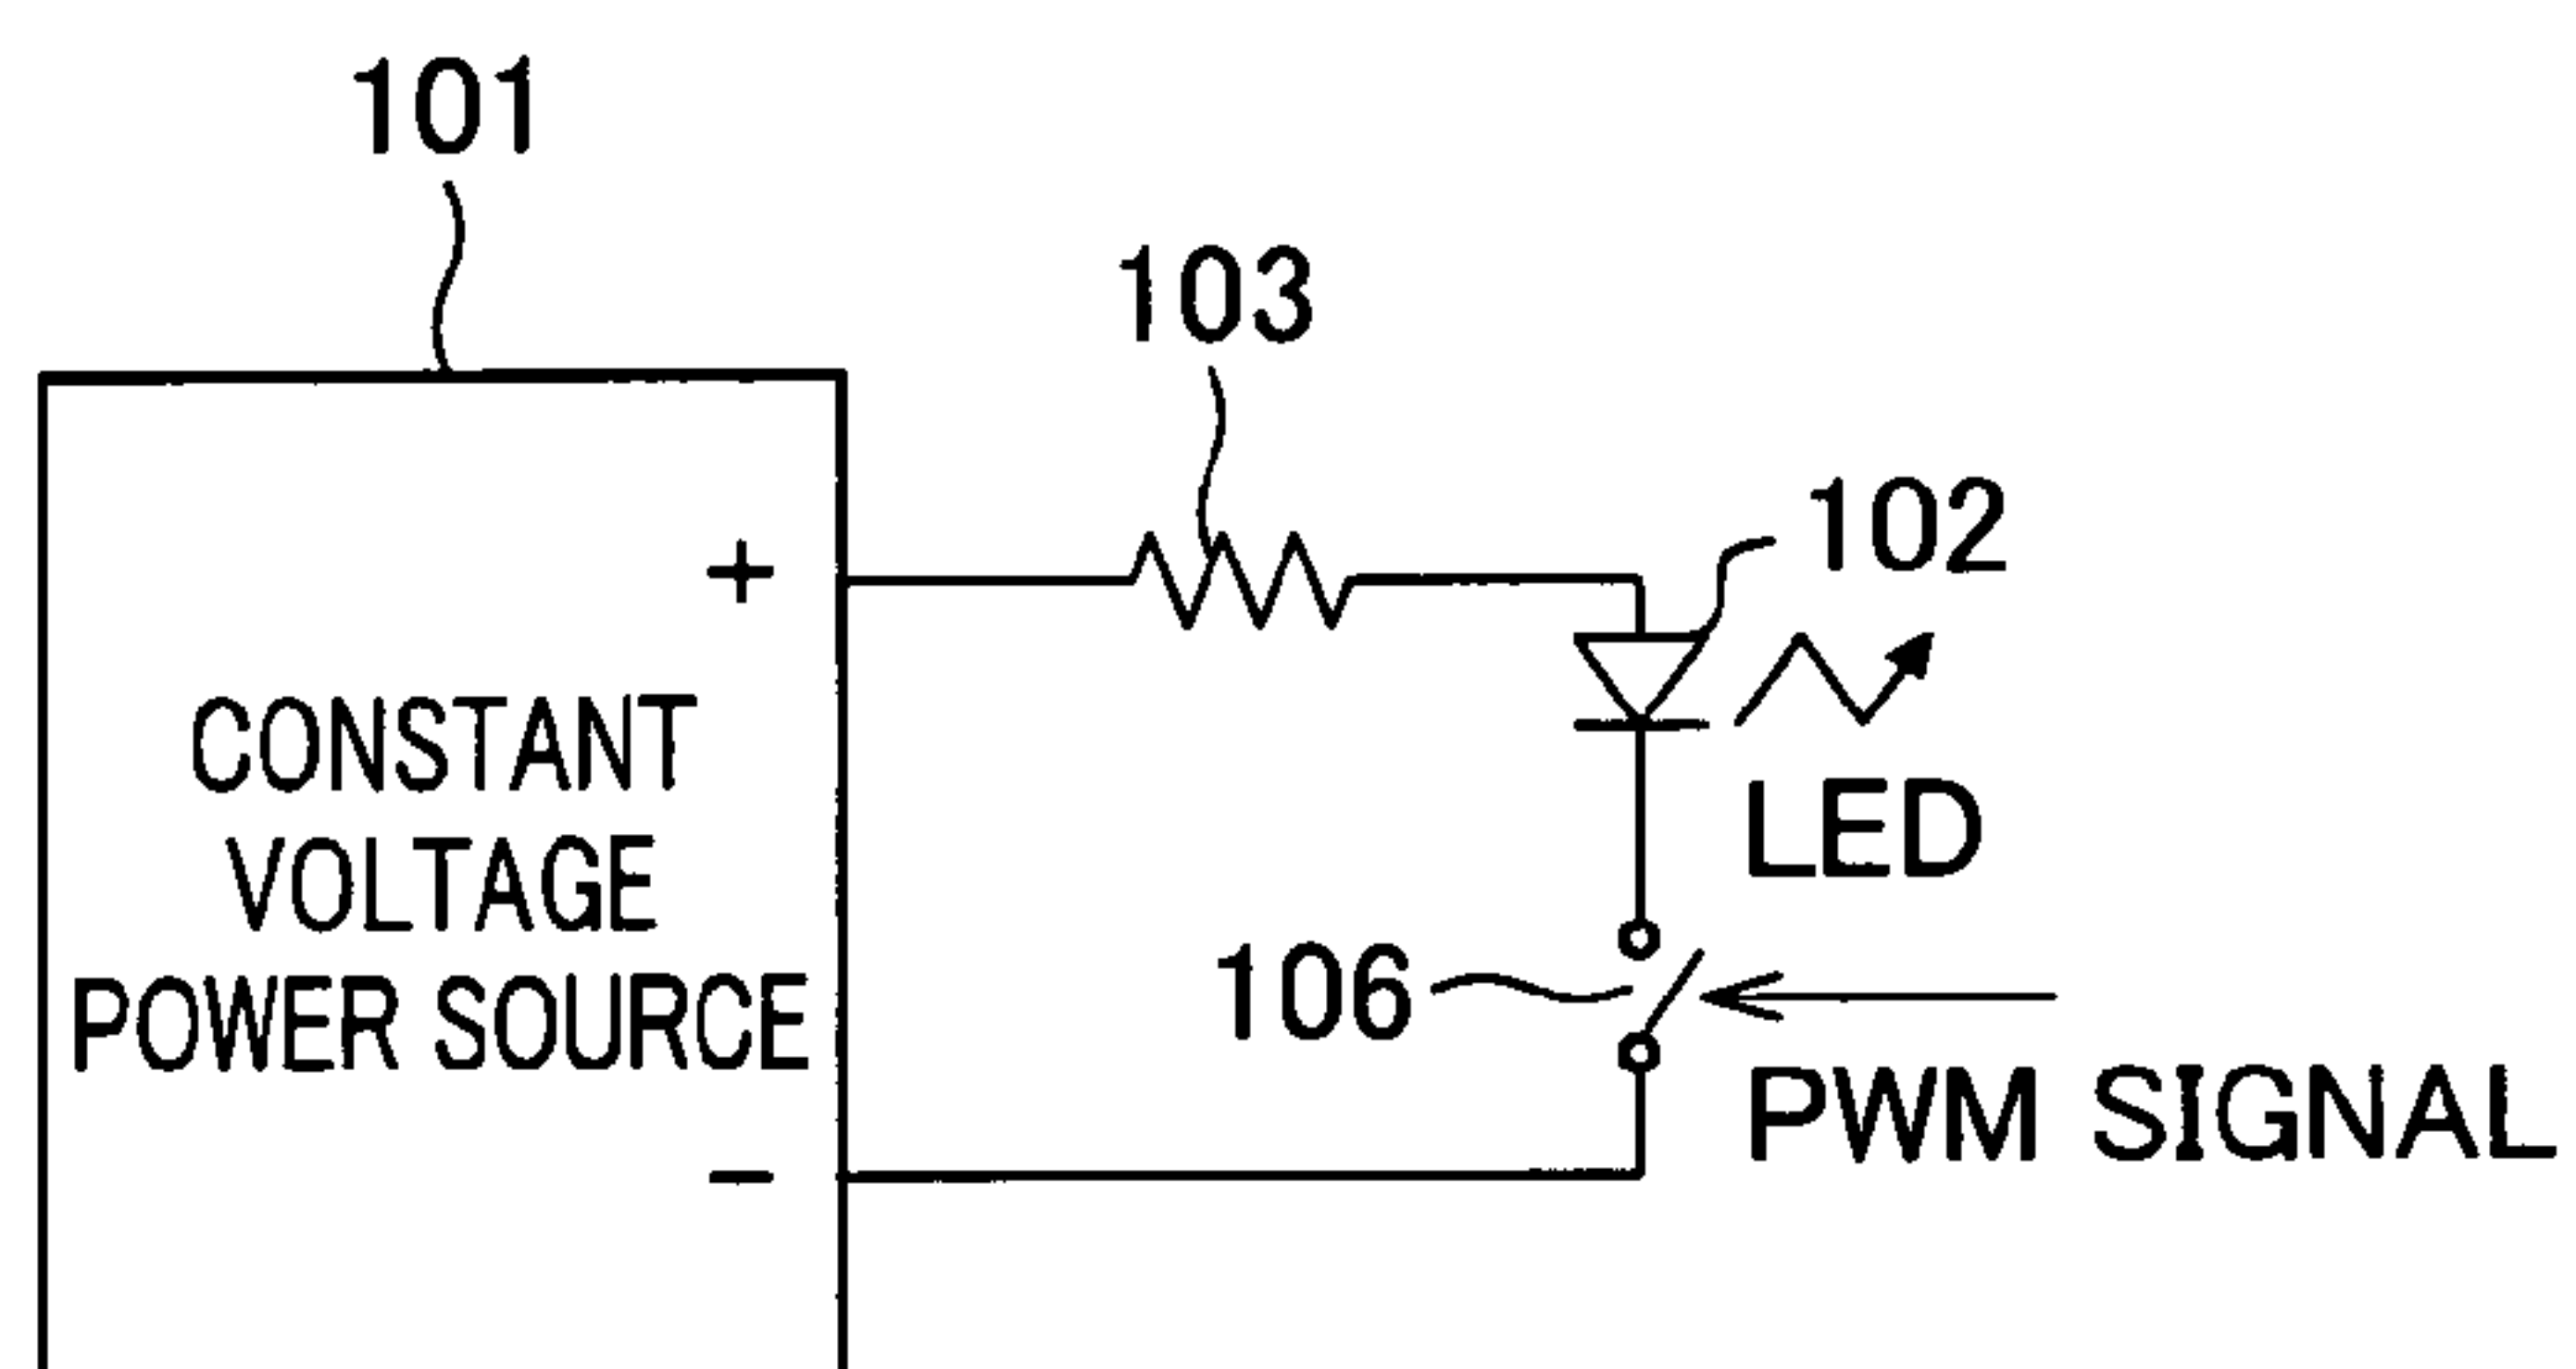 101
103
102
+
CONSTANT
VOLTAGE
POWER SOURCE
LED
106
PWM SIGNAL
-